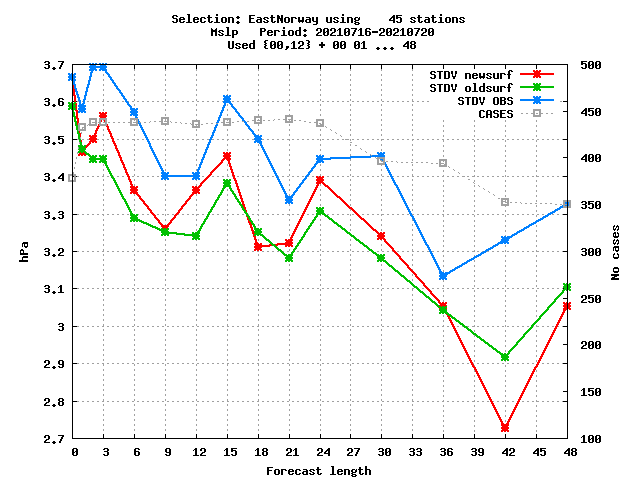 Selection: EastNorway using    45 stations
Mslp   Period: 20210716-20210720
Used {00,12} + 00 01 ... 48
STDV newsurf
STDV oldsurf
STDV OBS
CASES
hPa
3.7
3.6
3.5
3.4
3.3
3.2
3.1
3
2.9
2.8
2.7
500
450
400
350
300
250
200
150
100
No cases
0 3 6 9 12 15 18 21 24 27 30 33 36 39 42 45 48
Forecast length